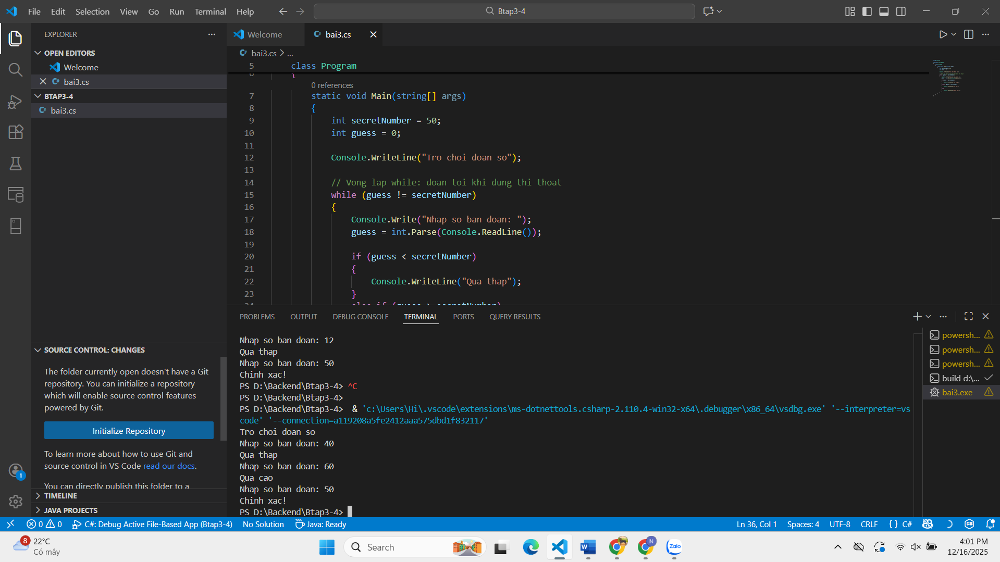 File Edit Selection View Go Run Terminal Help
Btap3-4
EXPLORER
OPEN EDITORS
Welcome
bai3.cs
BTAP3-4
bai3.cs
SOURCE CONTROL: CHANGES
The folder currently open doesn't have a Git
repository. You can initialize a repository
which will enable source control features
powered by Git.
Initialize Repository
To learn more about how to use Git and
source control in VS Code read our docs.
You can directly publish this folder to a
TIMELINE
JAVA PROJECTS
1
Welcome
bai3.cs
bai3.cs > ...
5 class Program
6 {
0 references
7 static void Main(string[] args)
8 {
9 int secretNumber = 50;
10 int guess = 0;
11
12 Console.WriteLine("Tro choi doan so");
13
14 // Vong lap while: doan toi khi dung thi thoat
15 while (guess != secretNumber)
16 {
17 Console.Write("Nhap so ban doan: ");
18 guess = int.Parse(Console.ReadLine());
19
20 if (guess < secretNumber)
21 {
22 Console.WriteLine("Qua thap");
23 }
24 else if (guess > secretNumber)
PROBLEMS OUTPUT DEBUG CONSOLE TERMINAL PORTS QUERY RESULTS
Nhap so ban doan: 12
Qua thap
Nhap so ban doan: 50
Chinh xac!
PS D:\Backend\Btap3-4> ^C
PS D:\Backend\Btap3-4>
PS D:\Backend\Btap3-4> & 'c:\Users\Hi\.vscode\extensions\ms-dotnettools.csharp-2.110.4-win32-x64\.debugger\x86_64\vsdbg.exe' '--interpreter=vs
code' '--connection=a119208a5fe2412aaa575dbd1f832117'
Tro choi doan so
Nhap so ban doan: 40
Qua thap
Nhap so ban doan: 60
Qua cao
Nhap so ban doan: 50
Chinh xac!
PS D:\Backend\Btap3-4>
powersh...
powersh...
powersh...
build d:\...
bai3.exe
0 0 C#: Debug Active File-Based App (Btap3-4) No Solution Java: Ready
Ln 36, Col 1 Spaces: 4 UTF-8 CRLF { } C#
8
22°C
Có mây
Search
W
N
Zalo
4:01 PM
12/16/2025